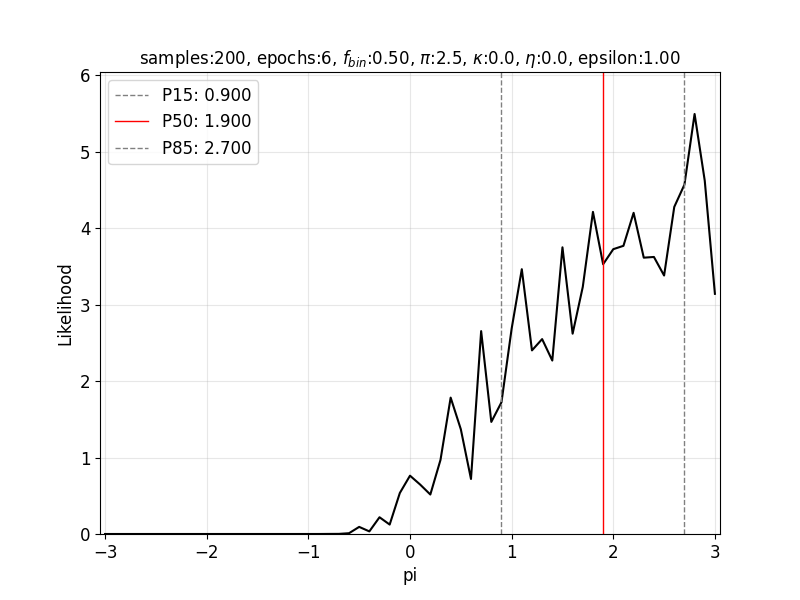 samples:200, epochs:6, f_bin:0.50, π:2.5, κ:0.0, η:0.0, epsilon:1.00
P15: 0.900
P50: 1.900
P85: 2.700
6
5
4
3
2
1
0
Likelihood
−3 −2 −1 0 1 2 3
pi